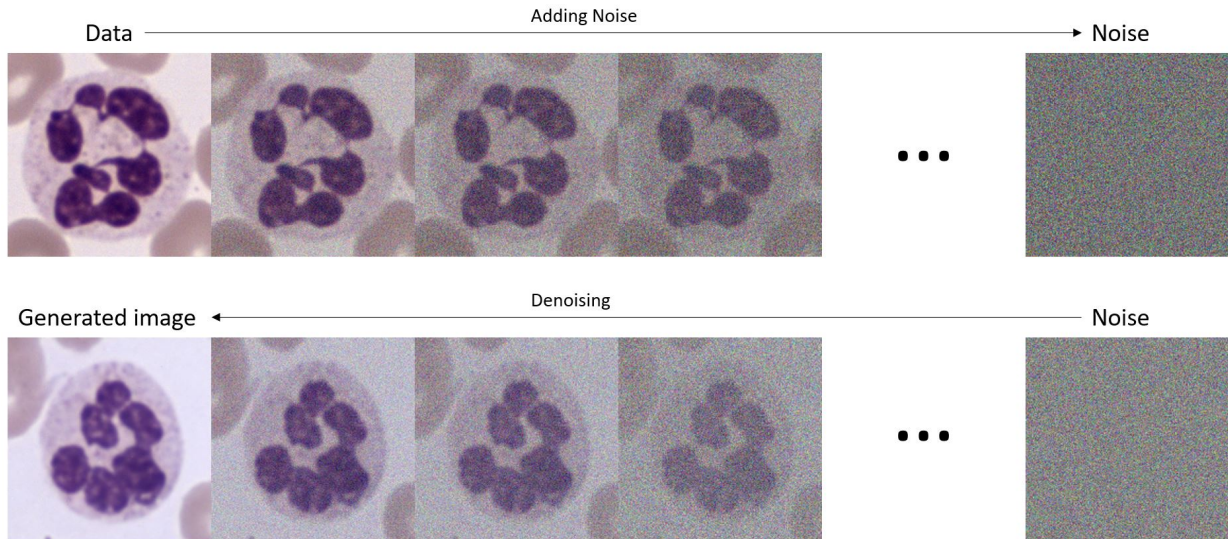 Adding Noise
Data
Noise
Denoising
Generated image
Noise